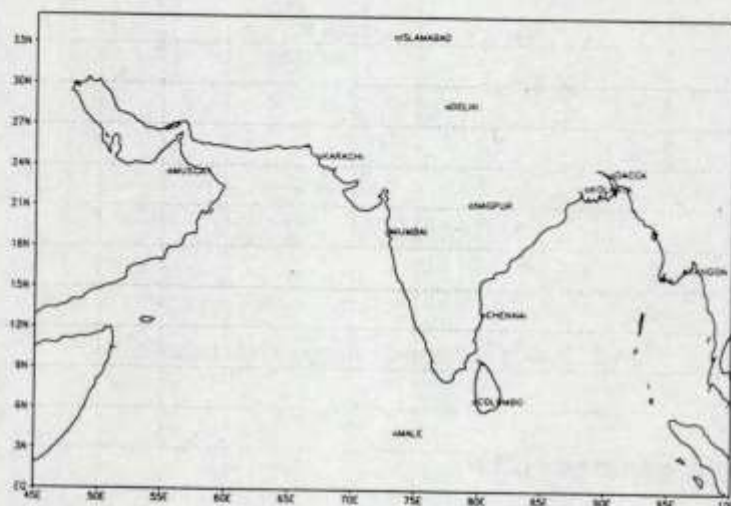 33N
ISLAMABAD
30N
DELHI
27N
KARACHI
24N
MUSCAT
DACCA
21N
NAGPUR
18N
MUMBAI
YANGON
15N
12N
CHENNAI
9N
6N
COLOMBO
3N
MALE
EQ
45E
50E
55E
60E
65E
70E
75E
80E
85E
90E
95E